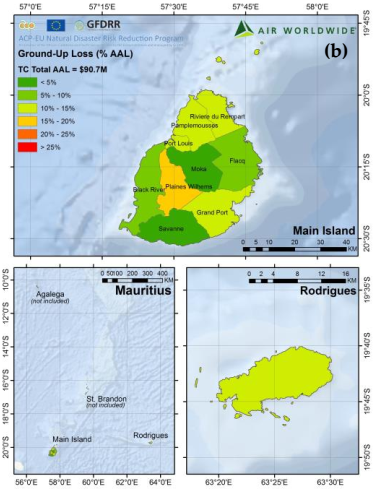 57°0'E 57°15'E 57°30'E 57°45'E 58°0'E
GFDRR
ACP-EU Natural Disaster Risk Reduction Program
AIR WORLDWIDE
(b)
Ground-Up Loss (% AAL)
TC Total AAL = $90.7M
< 5%
5% - 10%
10% - 15%
15% - 20%
20% - 25%
> 25%
19°45'S
20°0'S
20°15'S
20°30'S
Riviere du Rempart
Pamplemousses
Port Louis
Moka
Flacq
Black River
Plaines Wilhems
Grand Port
Savanne
Main Island
0 5 10 20 30 40
KM
0 50100 200 300 400
KM
Mauritius
Agalega
(not included)
St. Brandon
(not included)
Main Island
Rodrigues
10°0'S
12°0'S
14°0'S
16°0'S
18°0'S
20°0'S
56°0'E 58°0'E 60°0'E 62°0'E 64°0'E
0 2 4 8 12 16
KM
Rodrigues
19°35'S
19°40'S
19°45'S
19°50'S
63°20'E 63°25'E 63°30'E